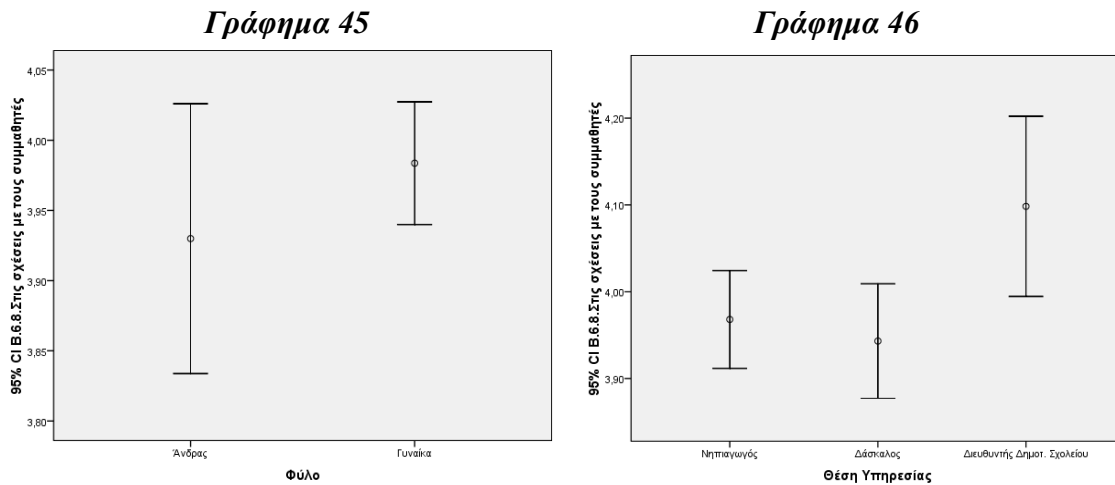 Γράφημα 45
95% CI Β.6.8.Στις σχέσεις με τους συμμαθητές
4,05
4,00
3,95
3,90
3,85
3,80
Άνδρας Γυναίκα
Φύλο
Γράφημα 46
95% CI Β.6.8.Στις σχέσεις με τους συμμαθητές
4,20
4,10
4,00
3,90
Νηπιαγωγός Δάσκαλος Διευθυντής Δημοτ. Σχολείου
Θέση Υπηρεσίας